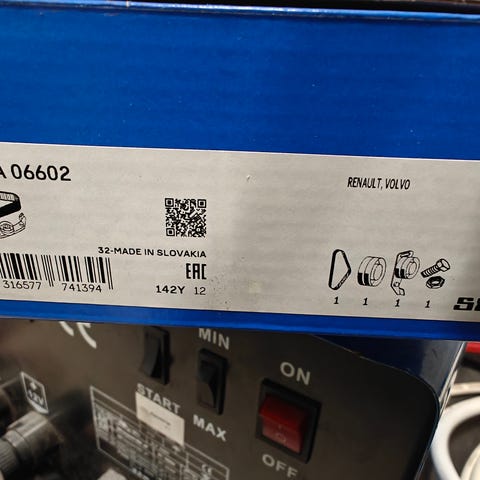 A 06602
RENAULT, VOLVO
32-MADE IN SLOVAKIA
EAC
316577 741394
142Y 12
1 1 1 1
MIN
ON
START
MAX
OFF
12V